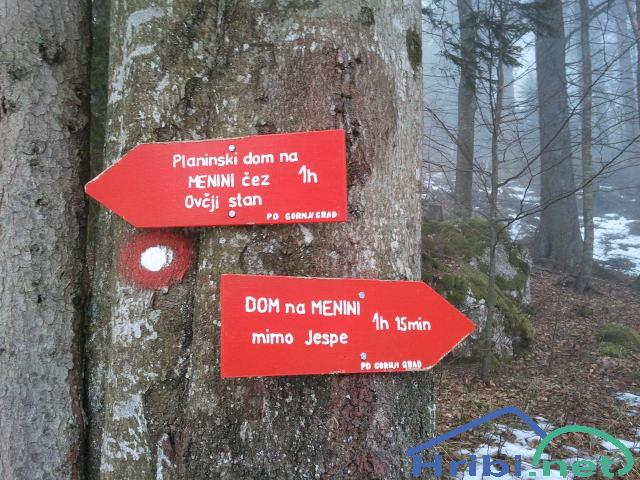 Planinski dom na
MENINI čez 1h
Ovčji stan
PD GORNJI GRAD
DOM na MENINI
1h 15min
mimo Jespe
PD GORNJI GRAD
Hribi.net